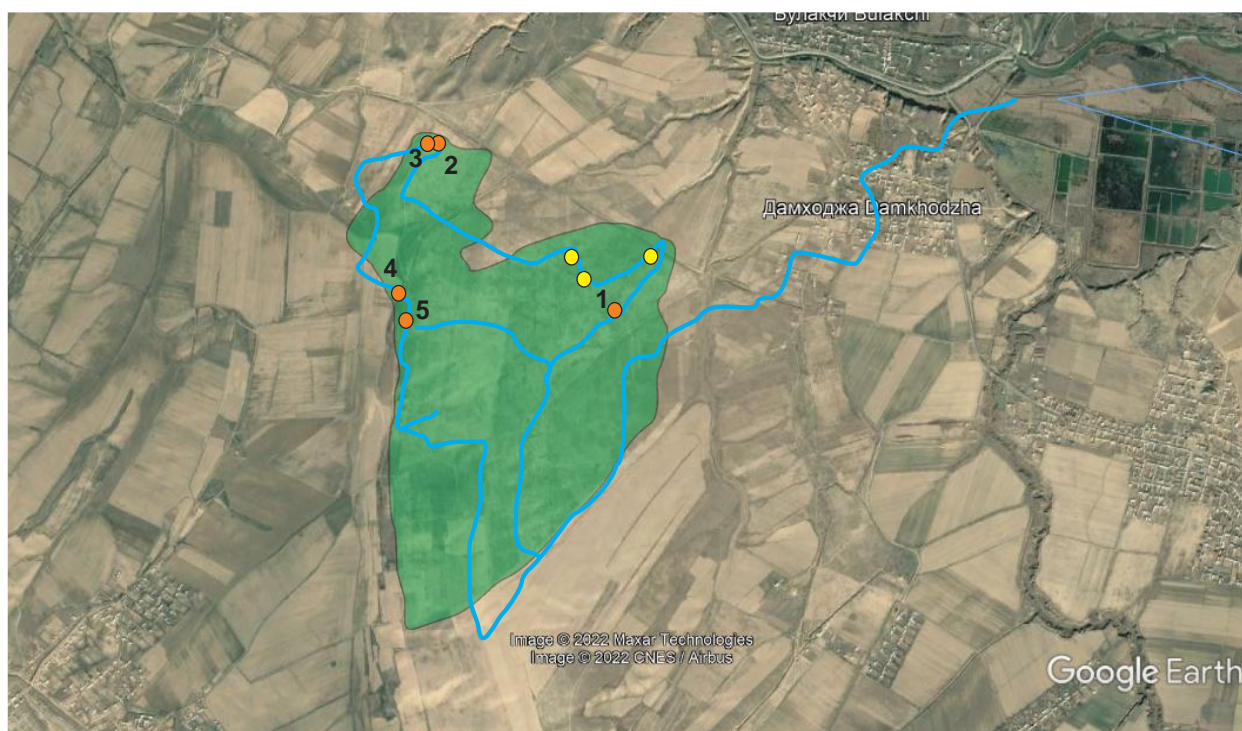 Булакчи Bulakchi
3
2
Дамходжа Damkhodzha
4
1
5
Image © 2022 Maxar Technologies
Image © 2022 CNES / Airbus
Google Earth